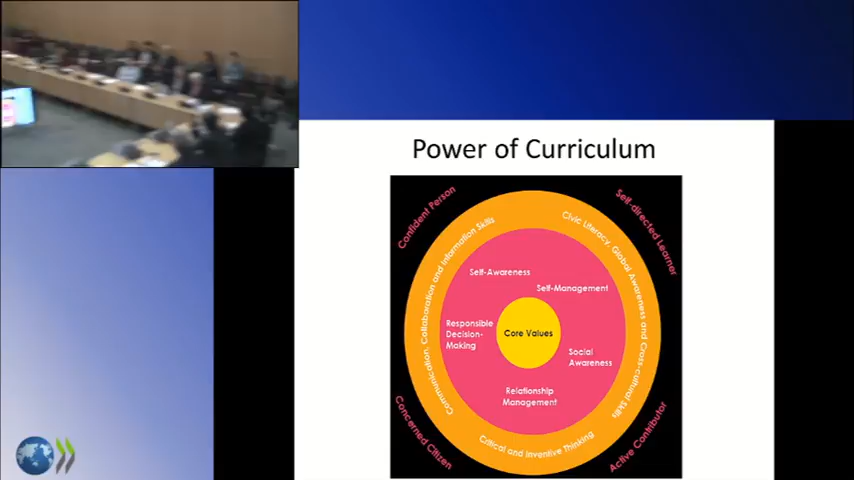 Power of Curriculum
Confident Person
Self-directed Learner
Communication, Collaboration and Information Skills
Civic Literacy, Global Awareness and Cross-cultural Skills
Self-Awareness
Self-Management
Responsible
Decision-
Making
Core Values
Social
Awareness
Relationship
Management
Critical and Inventive Thinking
Concerned Citizen
Active Contributor